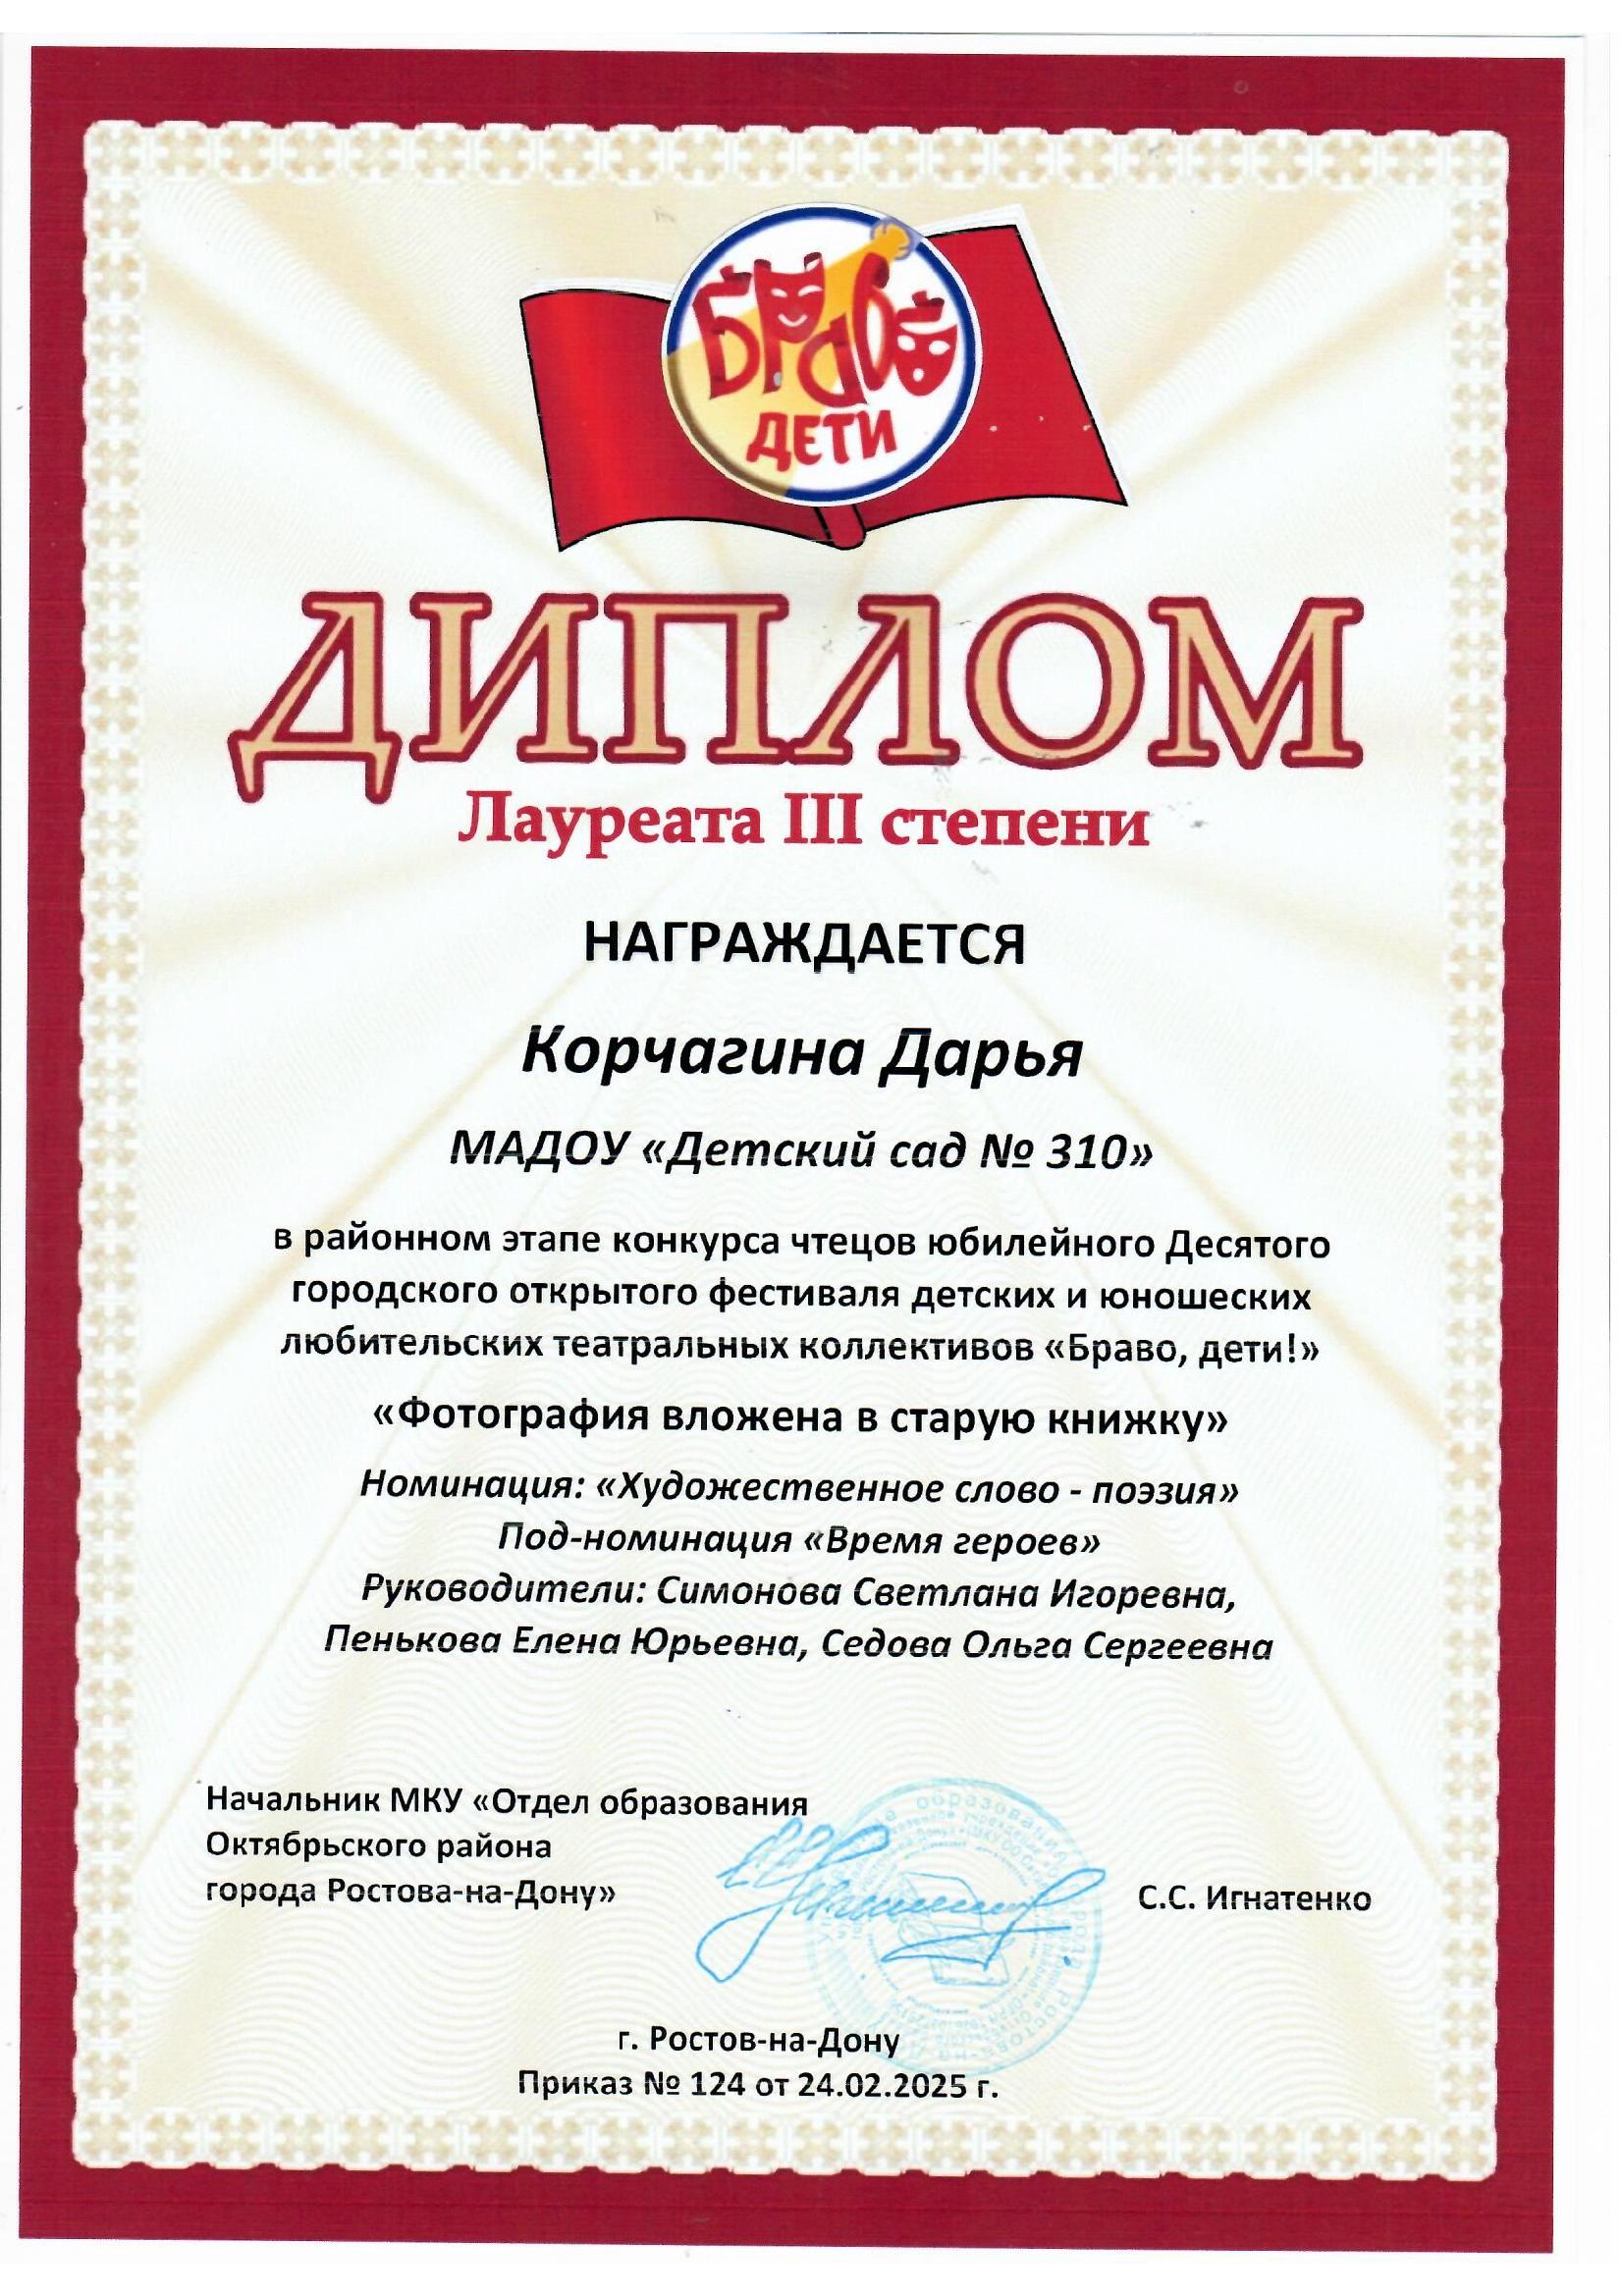 Браво
ДЕТИ
ДИПЛОМ
Лауреата III степени
НАГРАЖДАЕТСЯ
Корчагина Дарья
МАДОУ «Детский сад № 310»
в районном этапе конкурса чтецов юбилейного Десятого
городского открытого фестиваля детских и юношеских
любительских театральных коллективов «Браво, дети!»
«Фотография вложена в старую книжку»
Номинация: «Художественное слово - поэзия»
Под-номинация «Время героев»
Руководители: Симонова Светлана Игоревна,
Пенькова Елена Юрьевна, Седова Ольга Сергеевна
Начальник МКУ «Отдел образования
Октябрьского района
города Ростова-на-Дону»
С.С. Игнатенко
г. Ростов-на-Дону
Приказ № 124 от 24.02.2025 г.